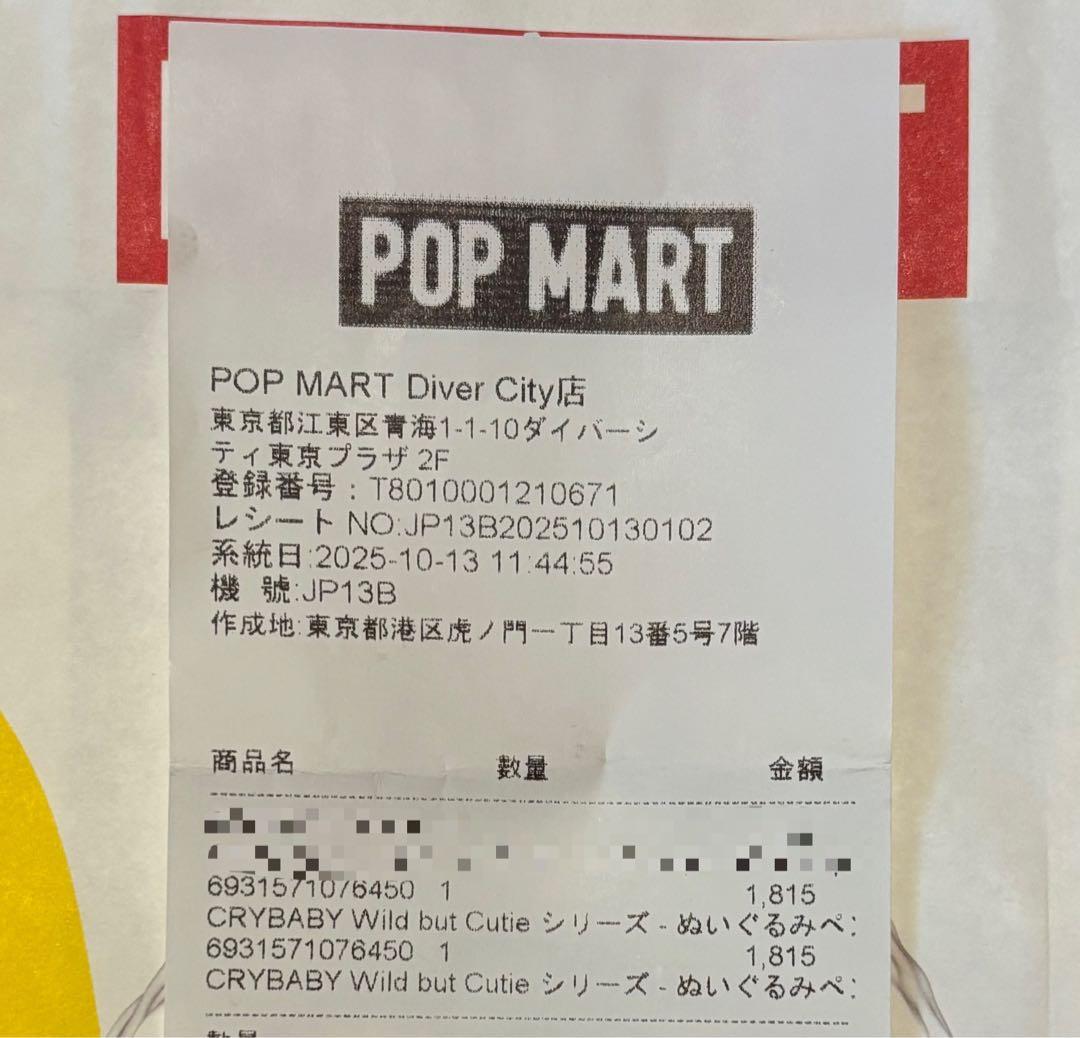 POP MART
POP MART Diver City店
東京都江東区青海1-1-10ダイバーシ
ティ東京プラザ 2F
登録番号：T8010001210671
レシート NO:JP13B202510130102
系統日:2025-10-13 11:44:55
機 號:JP13B
作成地:東京都港区虎ノ門一丁目13番5号7階
商品名 数量 金額
6931571076450 1 1,815
CRYBABY Wild but Cutie シリーズ - ぬいぐるみペ
6931571076450 1 1,815
CRYBABY Wild but Cutie シリーズ - ぬいぐるみペ